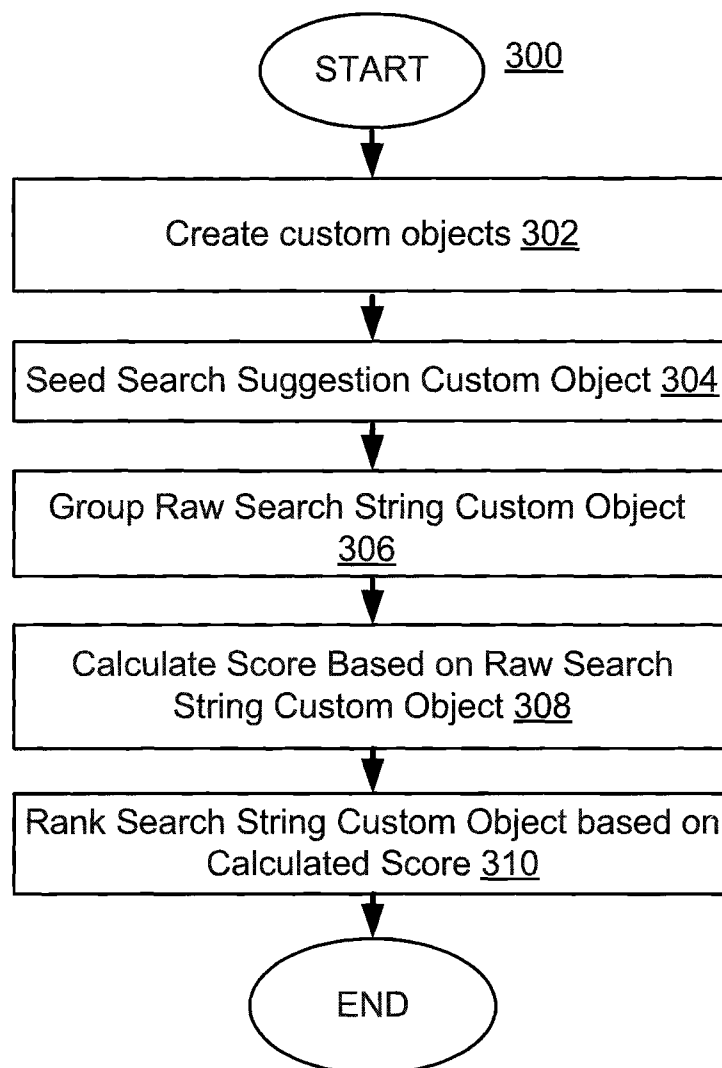 START
300
Create custom objects 302
Seed Search Suggestion Custom Object 304
Group Raw Search String Custom Object
306
Calculate Score Based on Raw Search
String Custom Object 308
Rank Search String Custom Object based on
Calculated Score 310
END